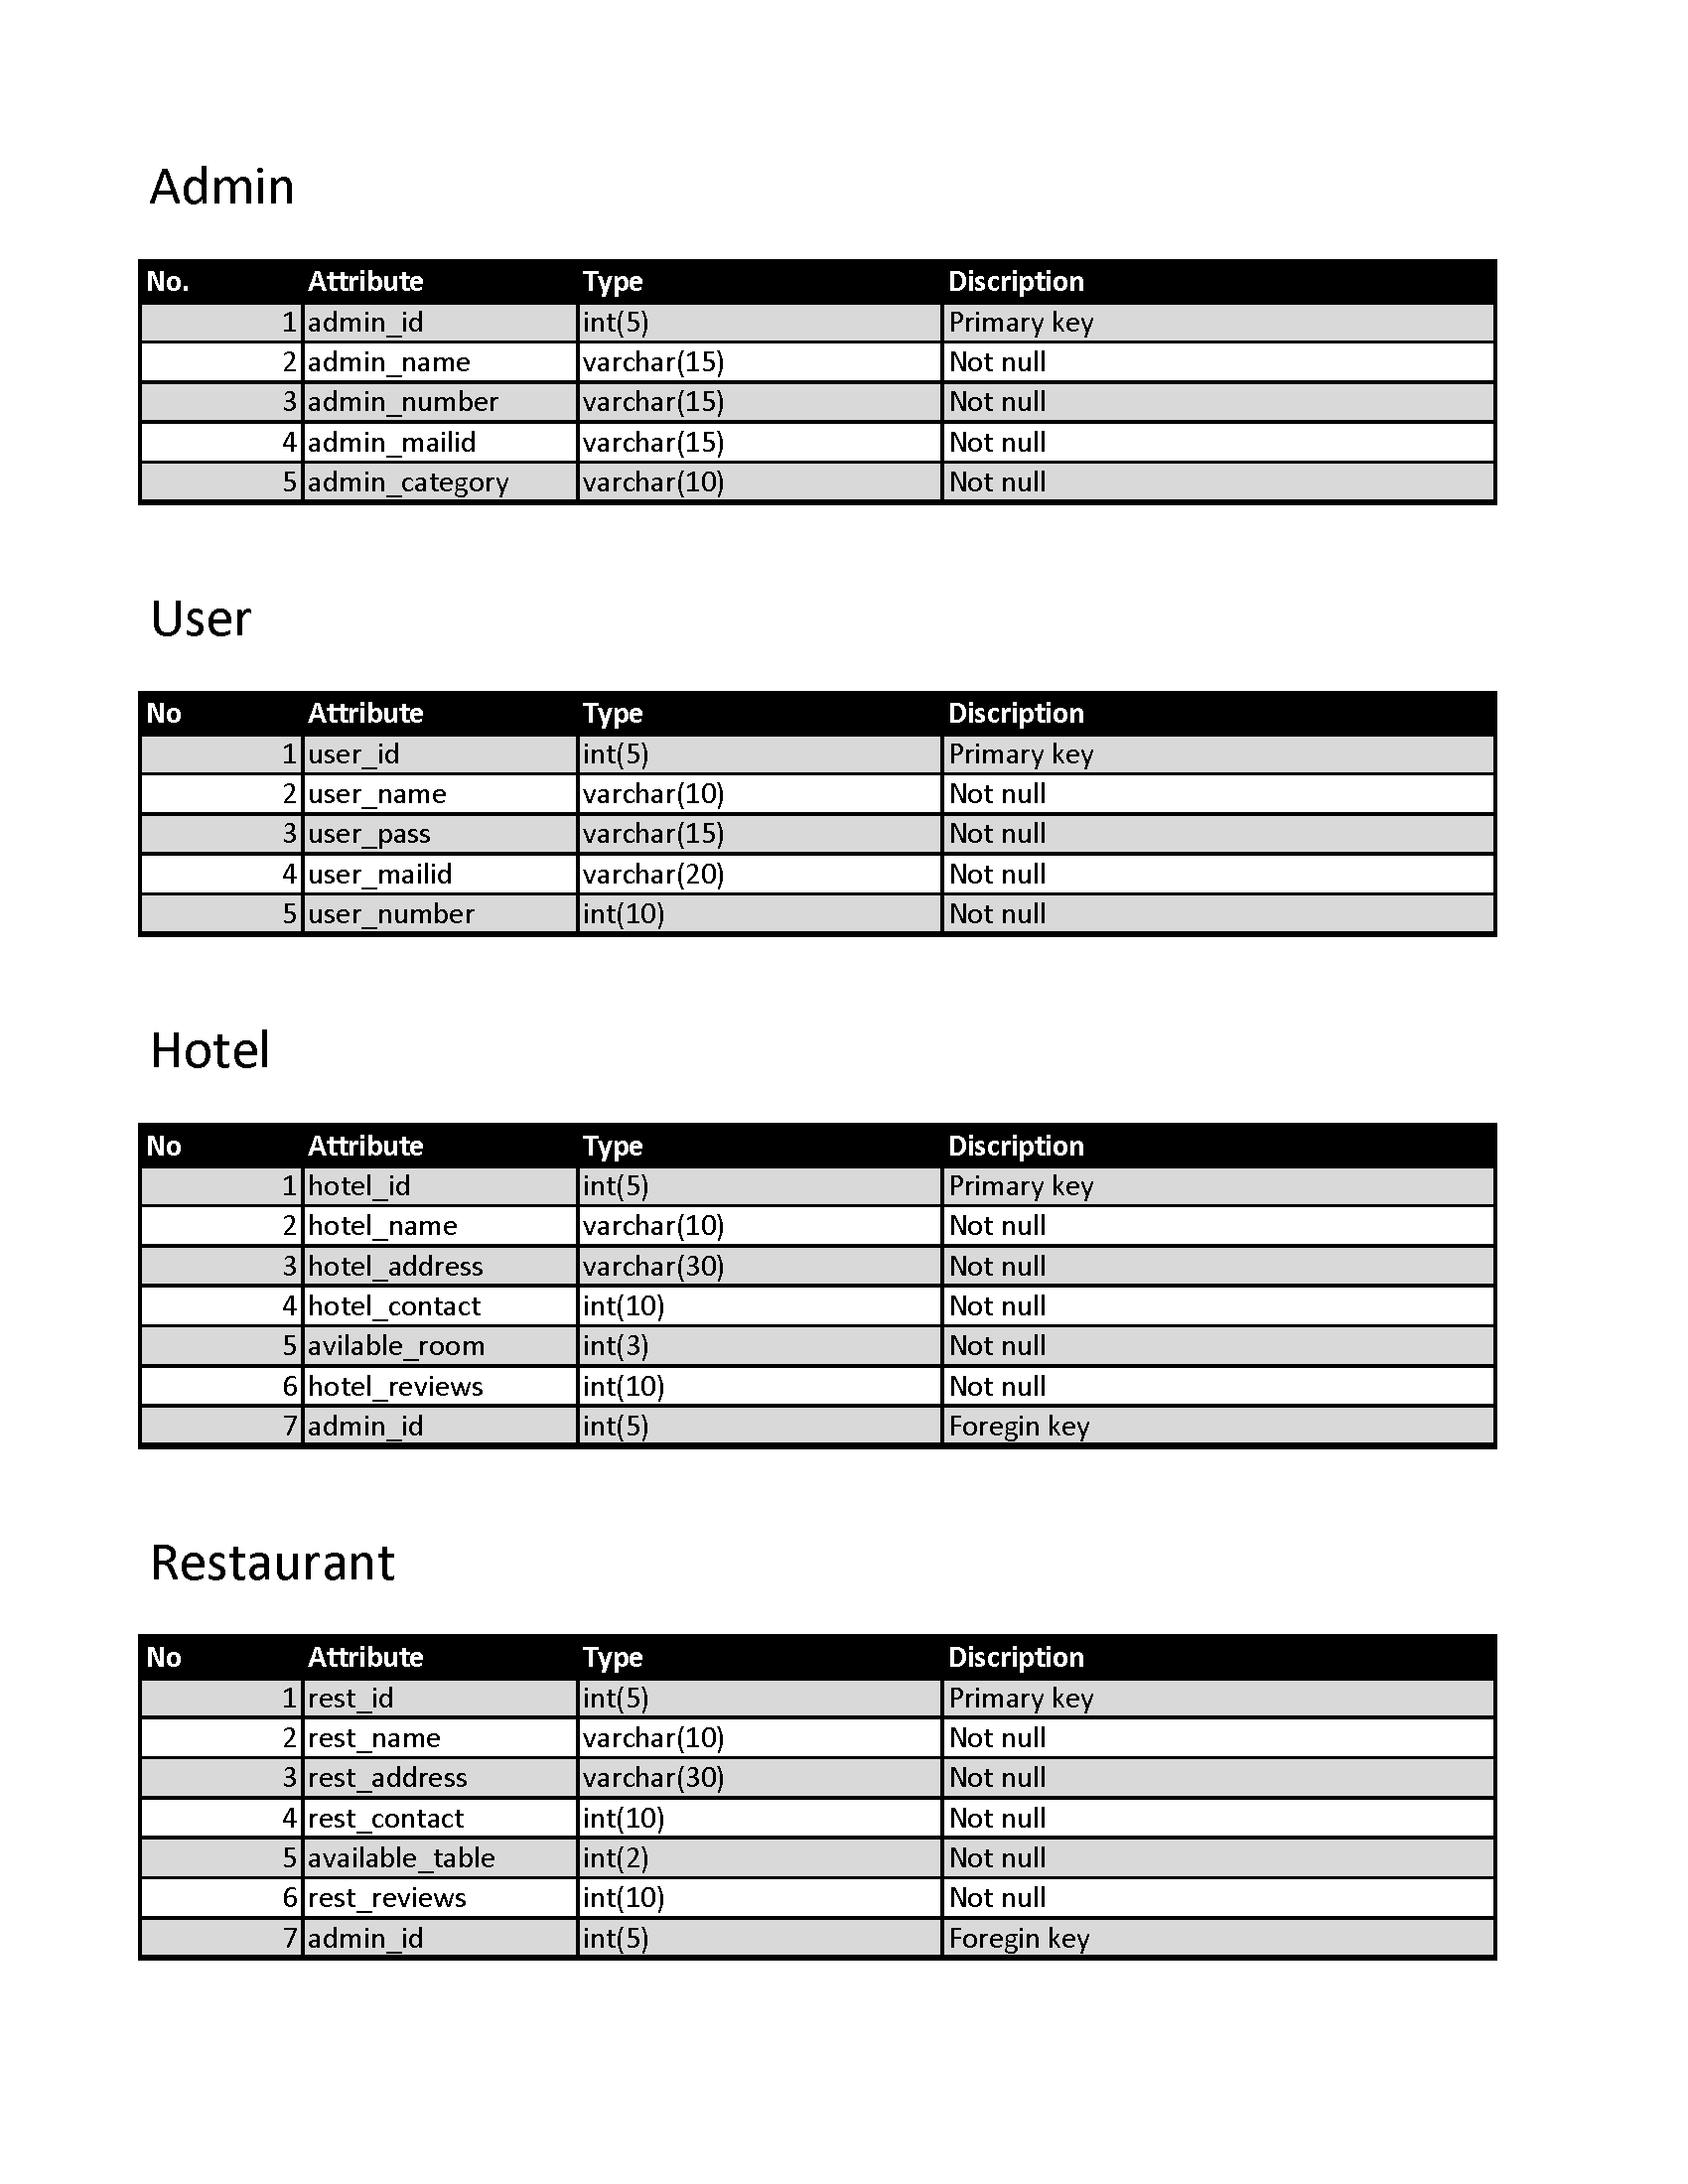 Admin
No. Attribute Type Discription
1 admin_id int(5) Primary key
2 admin_name varchar(15) Not null
3 admin_number varchar(15) Not null
4 admin_mailid varchar(15) Not null
5 admin_category varchar(10) Not null
User
No Attribute Type Discription
1 user_id int(5) Primary key
2 user_name varchar(10) Not null
3 user_pass varchar(15) Not null
4 user_mailid varchar(20) Not null
5 user_number int(10) Not null
Hotel
No Attribute Type Discription
1 hotel_id int(5) Primary key
2 hotel_name varchar(10) Not null
3 hotel_address varchar(30) Not null
4 hotel_contact int(10) Not null
5 avilable_room int(3) Not null
6 hotel_reviews int(10) Not null
7 admin_id int(5) Foregin key
Restaurant
No Attribute Type Discription
1 rest_id int(5) Primary key
2 rest_name varchar(10) Not null
3 rest_address varchar(30) Not null
4 rest_contact int(10) Not null
5 available_table int(2) Not null
6 rest_reviews int(10) Not null
7 admin_id int(5) Foregin key